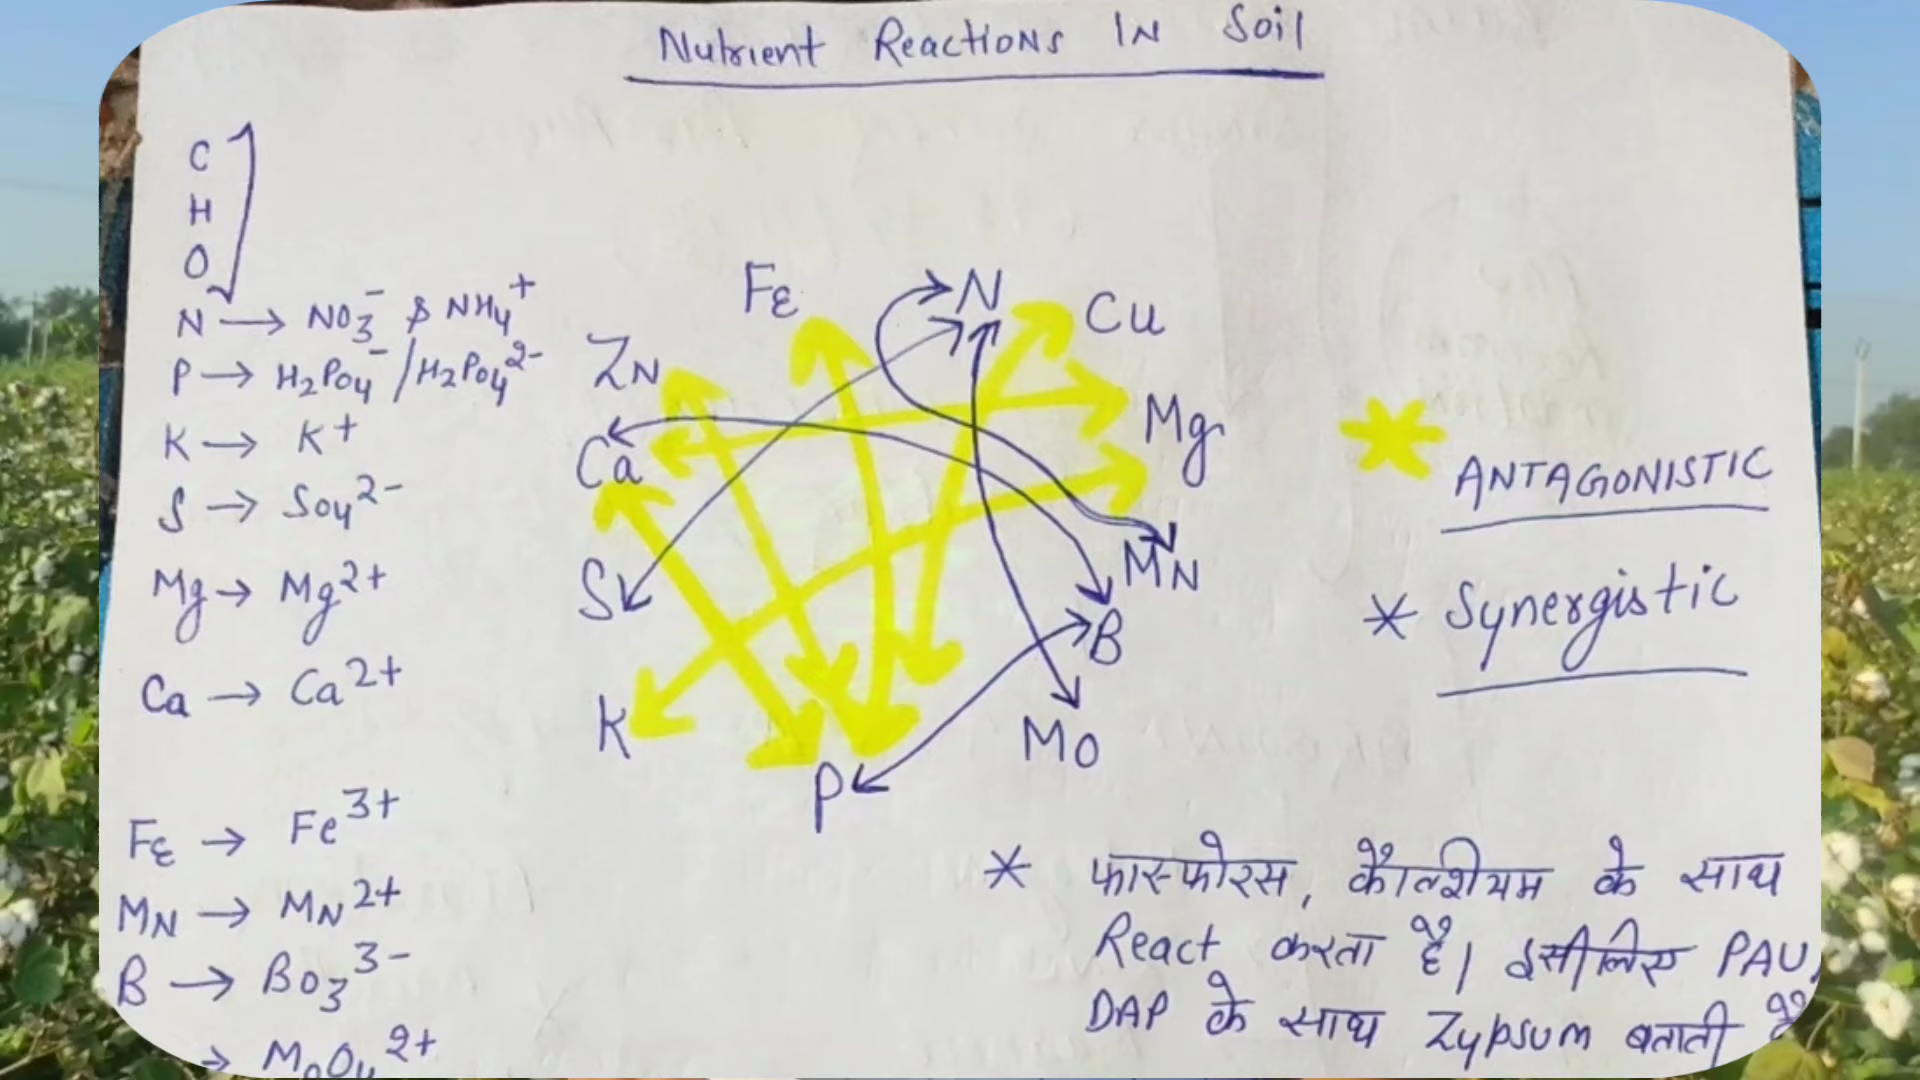 Nutrient Reactions IN Soil
C
H
O
N → NO3⁻ & NH4⁺
P → H2PO4⁻ / H2PO4²⁻
K → K⁺
S → SO4²⁻
Mg → Mg²⁺
Ca → Ca²⁺
Fe → Fe³⁺
MN → MN²⁺
B → BO3³⁻
→ MoO4²⁺
Fe
N
Cu
ZN
Mg
Ca
MN
S
B
K
MO
P
* ANTAGONISTIC
* Synergistic
* फास्फोरस, कैल्शीयम के साथ
React करता है। इसीलिए PAU,
DAP के साथ Zypsum बताती है